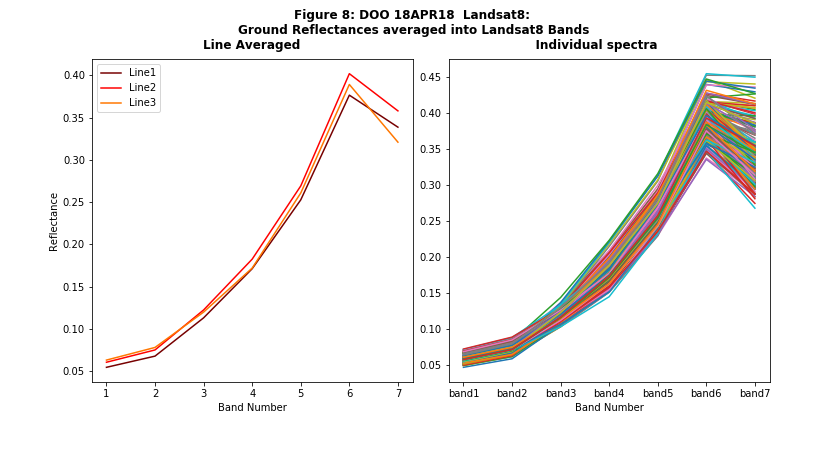 Figure 8: DOO 18APR18  Landsat8:
Ground Reflectances averaged into Landsat8 Bands
Line Averaged
Individual spectra
Line1
Line2
Line3
0.40
0.35
0.30
0.25
0.20
0.15
0.10
0.05
Reflectance
1 2 3 4 5 6 7
Band Number
0.45
0.40
0.35
0.30
0.25
0.20
0.15
0.10
0.05
band1 band2 band3 band4 band5 band6 band7
Band Number